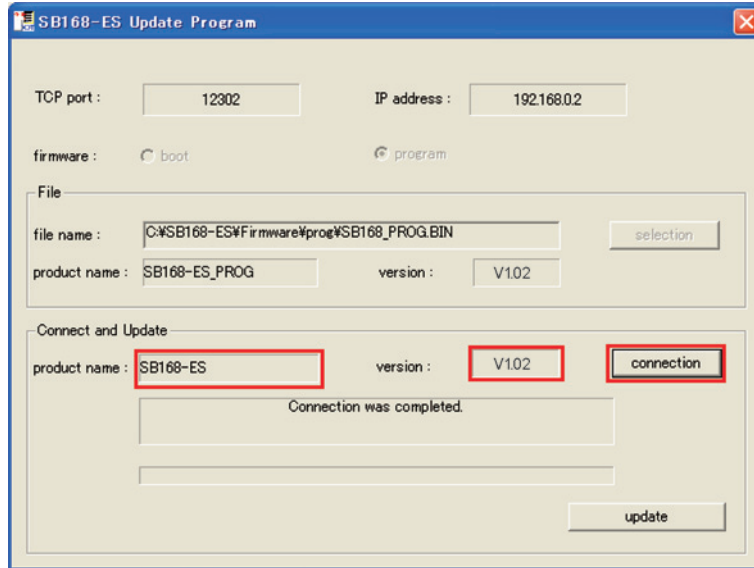 SB168-ES Update Program
TCP port : 12302 IP address : 192.168.0.2
firmware : boot program
File
file name : C:¥SB168-ES¥Firmware¥prog¥SB168_PROG.BIN selection
product name : SB168-ES_PROG version : V1.02
Connect and Update
product name : SB168-ES version : V1.02 connection
Connection was completed.
update